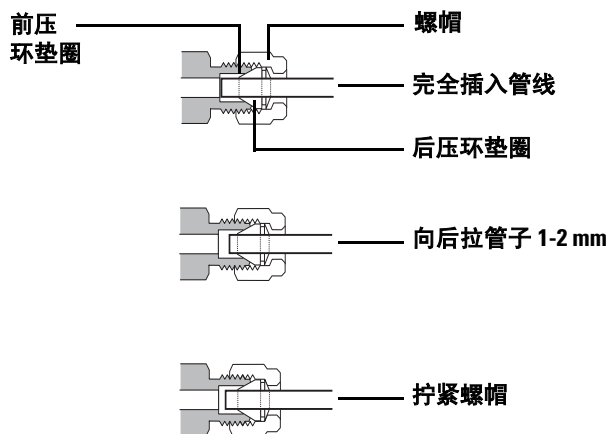 前压
环垫圈
螺帽
完全插入管线
后压环垫圈
向后拉管子 1-2 mm
拧紧螺帽